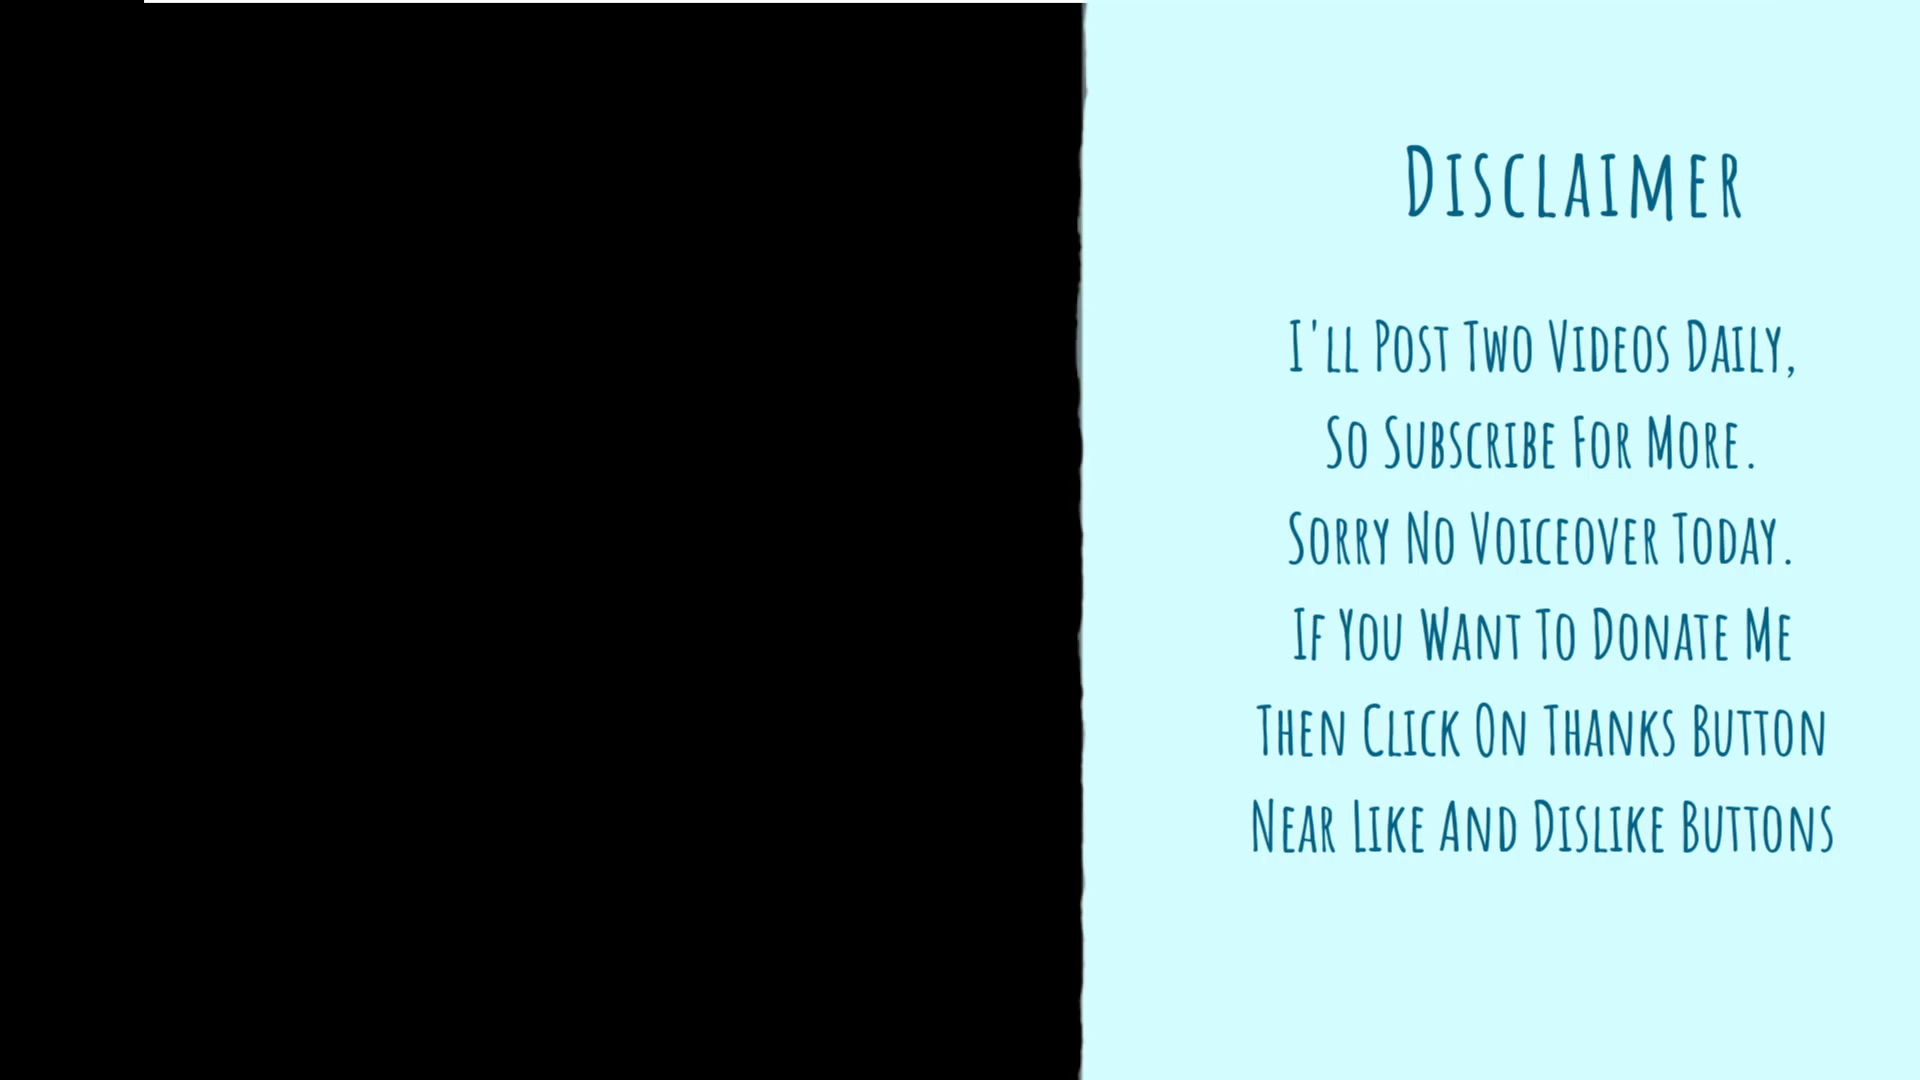 Disclaimer
I'll Post Two Videos Daily,
So Subscribe For More.
Sorry No Voiceover Today.
If You Want To Donate Me
Then Click On Thanks Button
Near Like And Dislike Buttons